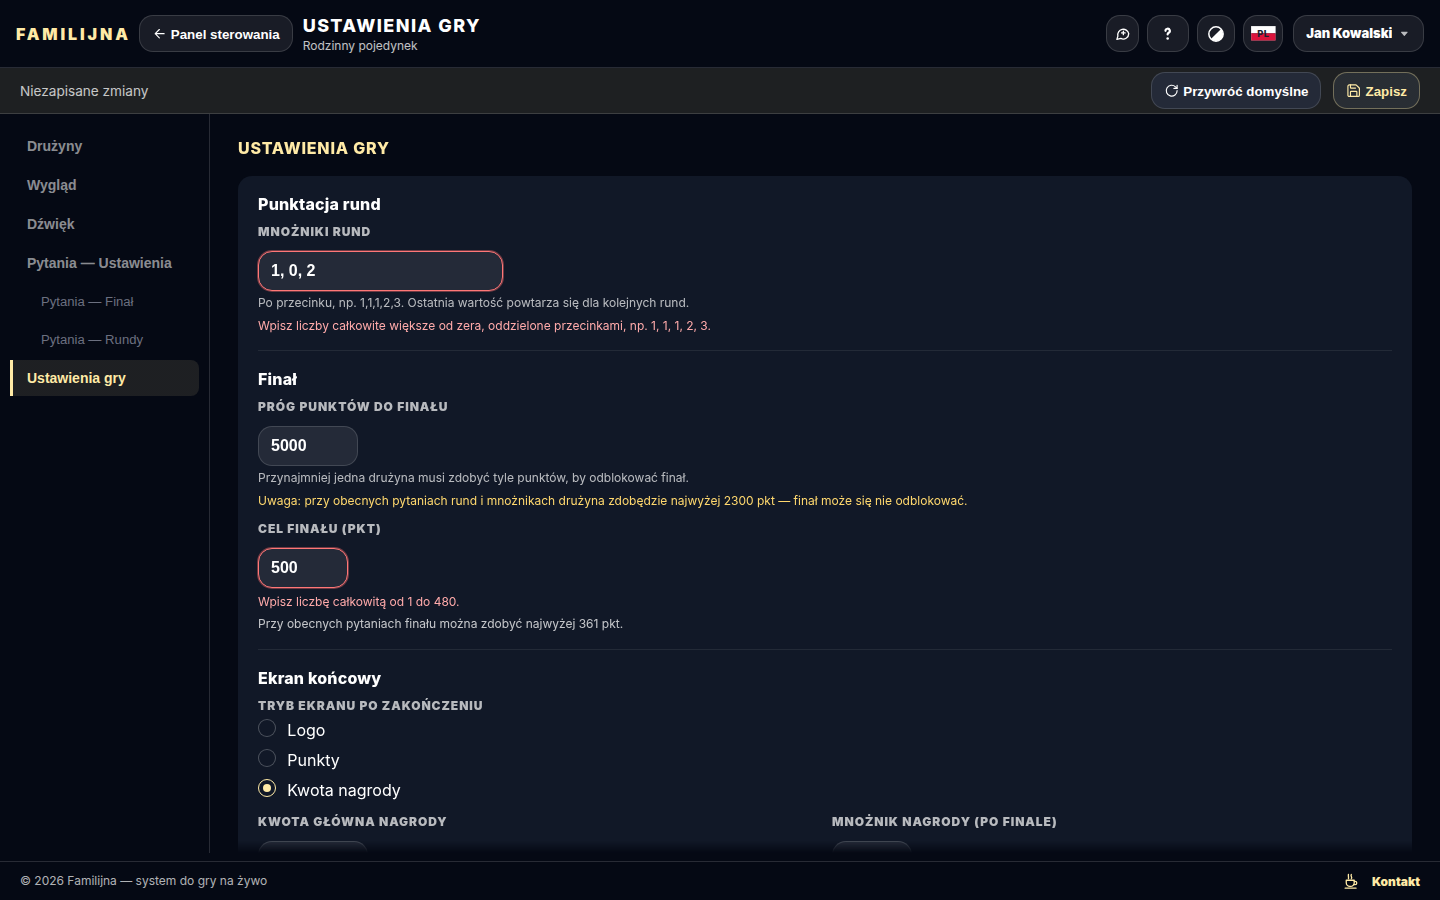 FAMILIJNA
Panel sterowania
USTAWIENIA GRY
Rodzinny pojedynek
?
PL
Jan Kowalski
Niezapisane zmiany
Przywróć domyślne
Zapisz
Drużyny
Wygląd
Dźwięk
Pytania — Ustawienia
Pytania — Finał
Pytania — Rundy
Ustawienia gry
USTAWIENIA GRY
Punktacja rund
MNOŻNIKI RUND
1, 0, 2
Po przecinku, np. 1,1,1,2,3. Ostatnia wartość powtarza się dla kolejnych rund.
Wpisz liczby całkowite większe od zera, oddzielone przecinkami, np. 1, 1, 1, 2, 3.
Finał
PRÓG PUNKTÓW DO FINAŁU
5000
Przynajmniej jedna drużyna musi zdobyć tyle punktów, by odblokować finał.
Uwaga: przy obecnych pytaniach rund i mnożnikach drużyna zdobędzie najwyżej 2300 pkt — finał może się nie odblokować.
CEL FINAŁU (PKT)
500
Wpisz liczbę całkowitą od 1 do 480.
Przy obecnych pytaniach finału można zdobyć najwyżej 361 pkt.
Ekran końcowy
TRYB EKRANU PO ZAKOŃCZENIU
Logo
Punkty
Kwota nagrody
KWOTA GŁÓWNA NAGRODY
MNOŻNIK NAGRODY (PO FINALE)
© 2026 Familijna — system do gry na żywo
Kontakt